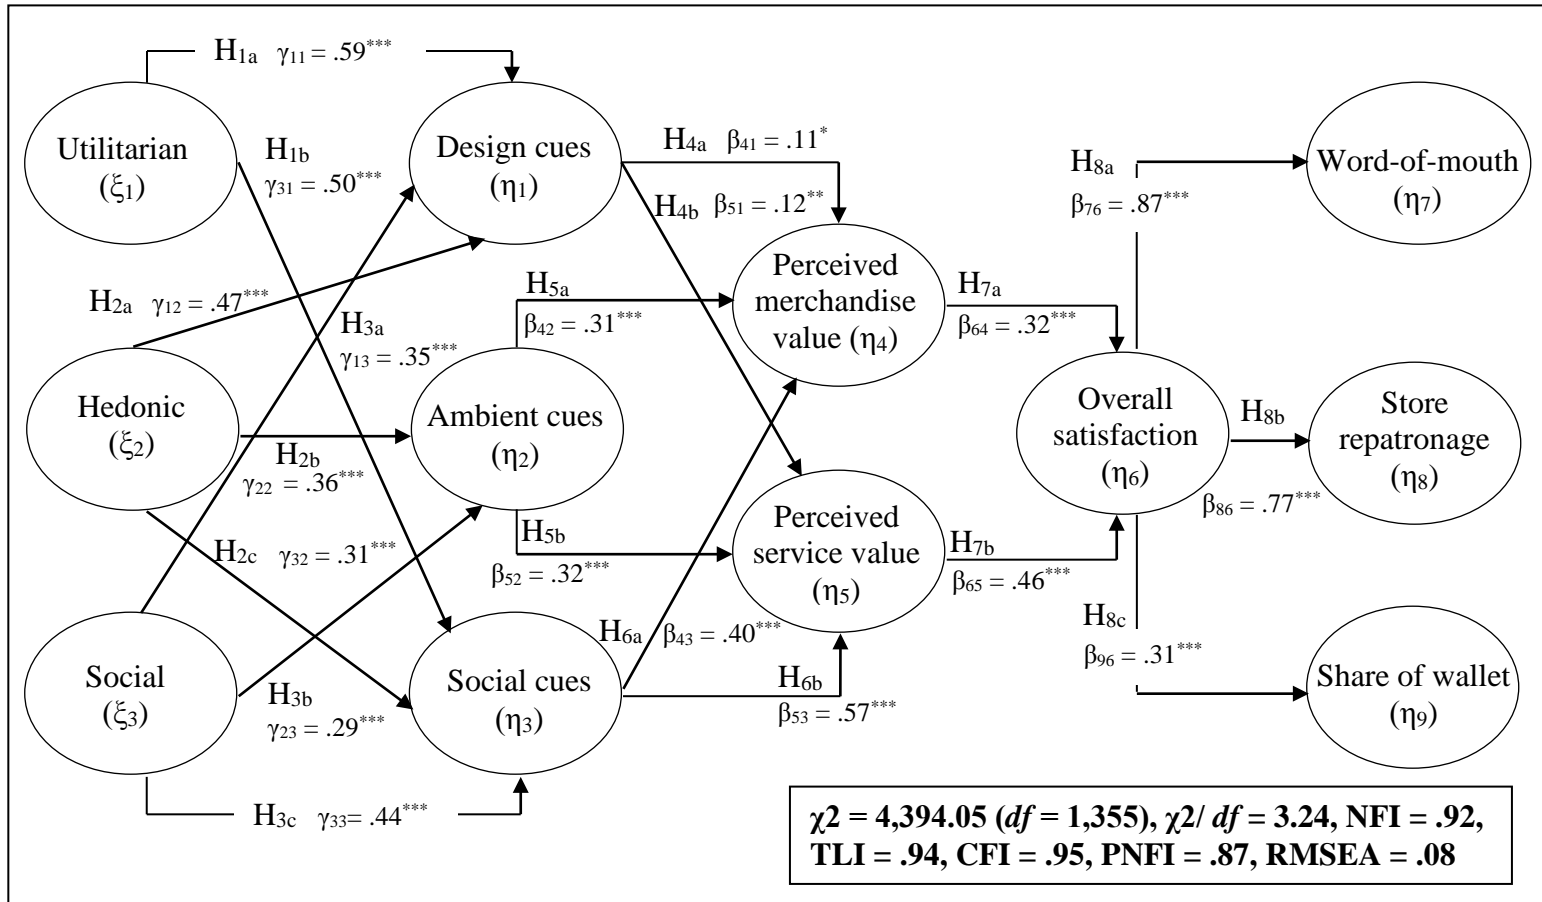 H1a γ11 = .59***
Utilitarian
(ξ1)
H1b
γ31 = .50***
Design cues
(η1)
H4a β41 = .11*
H4b β51 = .12**
H8a
β76 = .87***
Word-of-mouth
(η7)
H2a γ12 = .47***
H3a
γ13 = .35***
H5a
β42 = .31***
Perceived
merchandise
value (η4)
H7a
β64 = .32***
Hedonic
(ξ2)
H2b
γ22 = .36***
Ambient cues
(η2)
Overall
satisfaction
(η6)
H8b
β86 = .77***
Store
repatronage
(η8)
H2c γ32 = .31***
H5b
β52 = .32***
Perceived
service value
(η5)
H7b
β65 = .46***
Social
(ξ3)
H3b
γ23 = .29***
Social cues
(η3)
H6a β43 = .40***
H6b
β53 = .57***
H8c
β96 = .31***
Share of wallet
(η9)
H3c γ33= .44***
χ2 = 4,394.05 (df = 1,355), χ2/ df = 3.24, NFI = .92,
TLI = .94, CFI = .95, PNFI = .87, RMSEA = .08